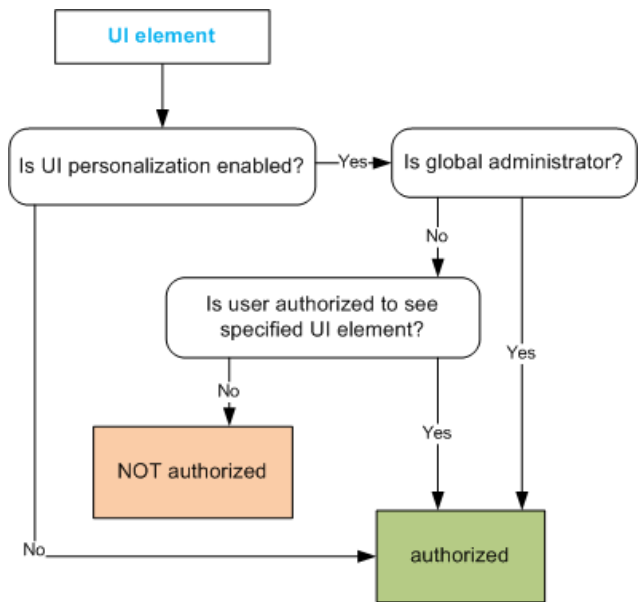 UI element
Is UI personalization enabled?
Yes
Is global administrator?
No
Is user authorized to see
specified UI element?
Yes
No
Yes
NOT authorized
No
authorized